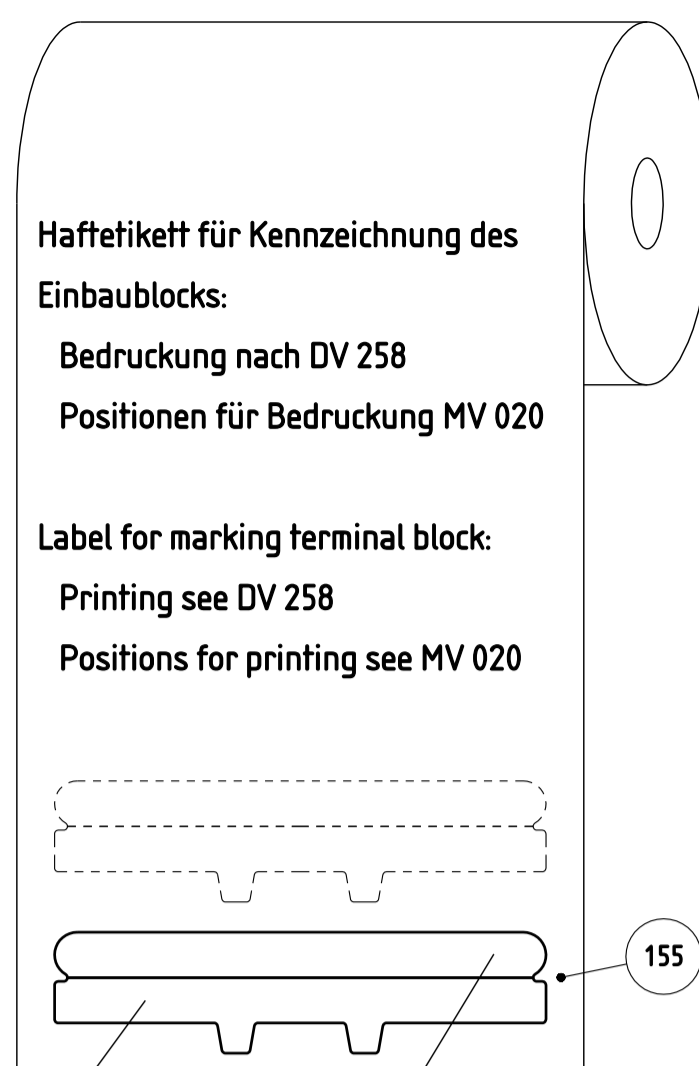 Haftetikett für Kennzeichnung des
Einbaublocks:
Bedruckung nach DV 258
Positionen für Bedruckung MV 020
Label for marking terminal block:
Printing see DV 258
Positions for printing see MV 020
155